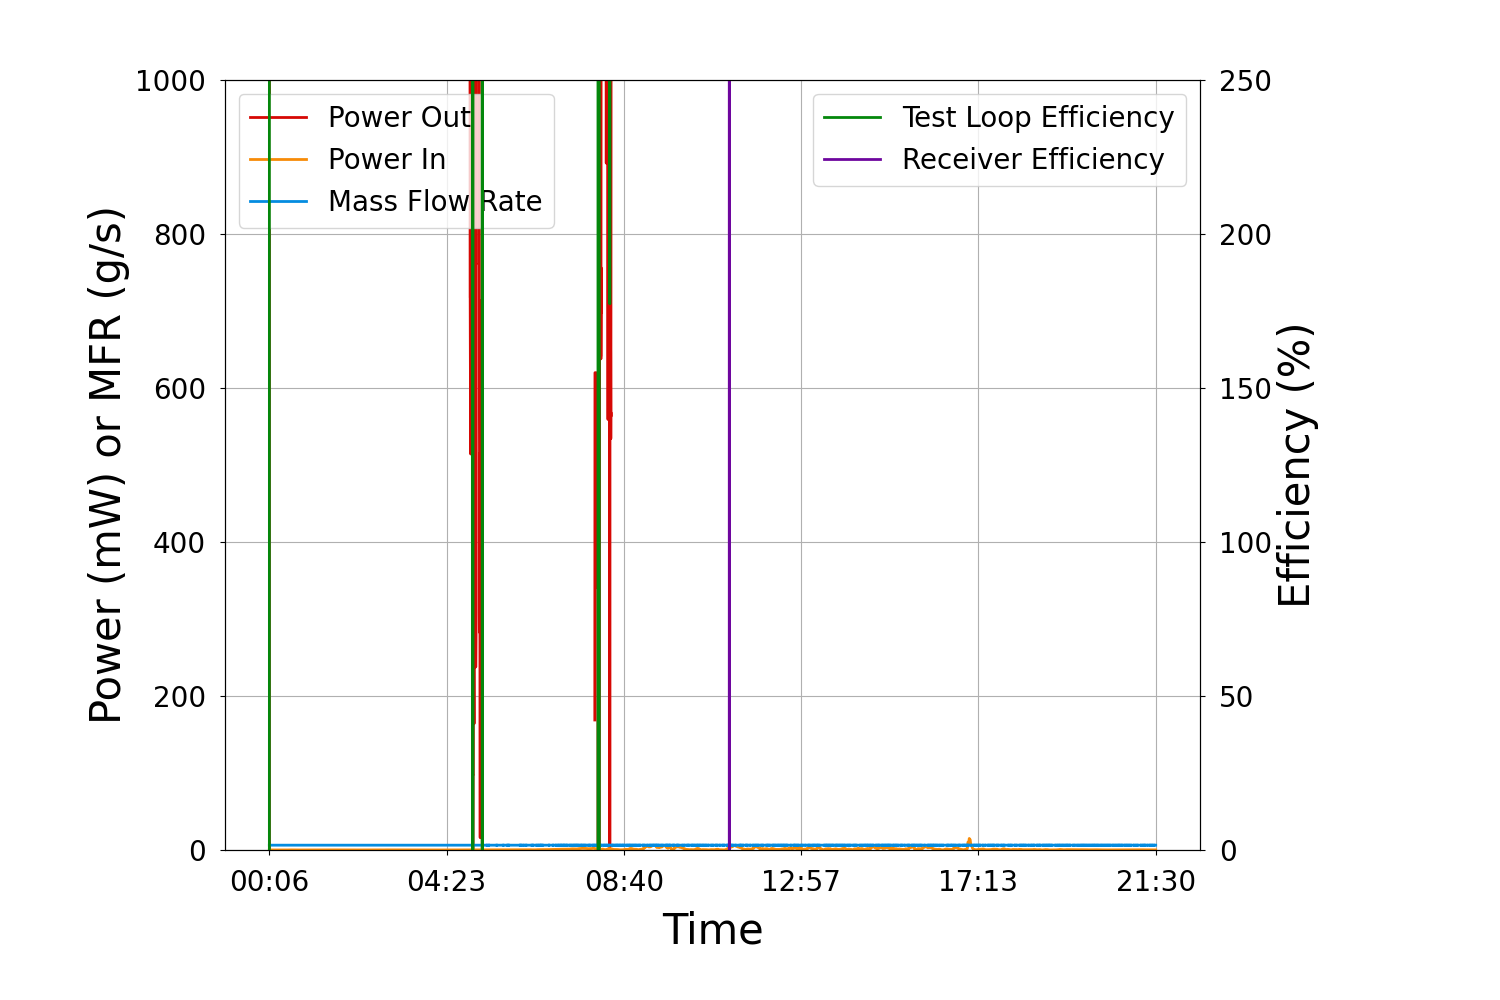 1000
800
600
400
200
0
Power (mW) or MFR (g/s)
Power Out
Power In
Mass Flow Rate
Test Loop Efficiency
Receiver Efficiency
250
200
150
100
50
0
Efficiency (%)
00:06 04:23 08:40 12:57 17:13 21:30
Time